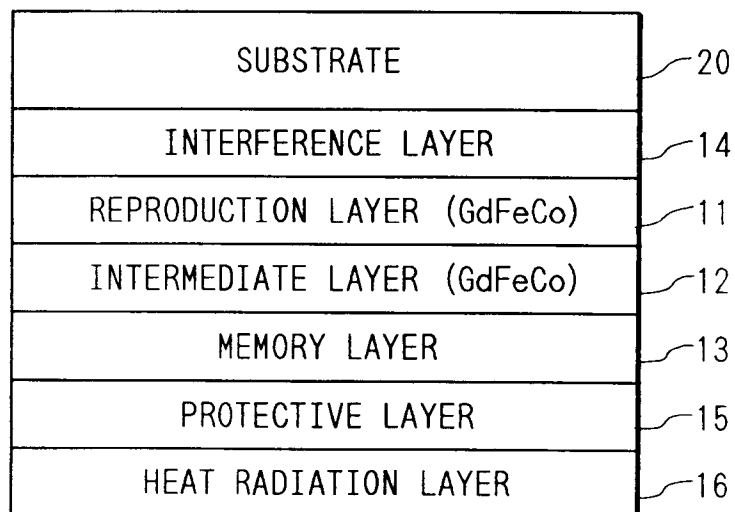 SUBSTRATE 20
INTERFERENCE LAYER 14
REPRODUCTION LAYER (GdFeCo) 11
INTERMEDIATE LAYER (GdFeCo) 12
MEMORY LAYER 13
PROTECTIVE LAYER 15
HEAT RADIATION LAYER 16